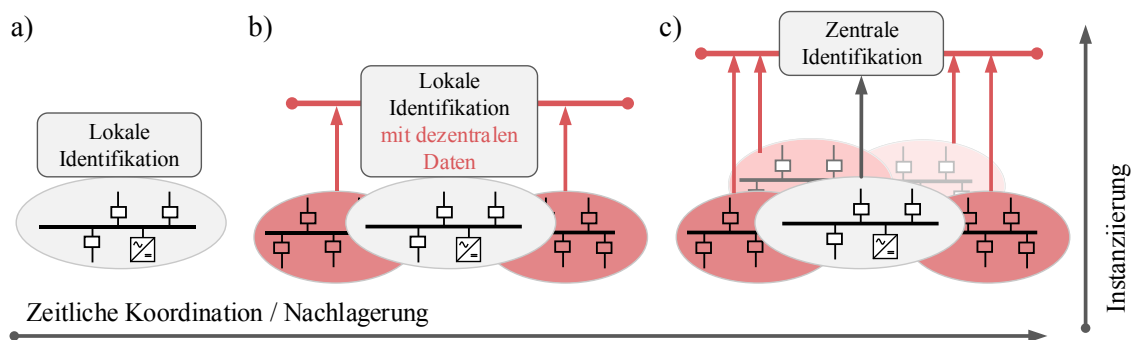 a)
Lokale
Identifikation
b)
Lokale
Identifikation
mit dezentralen
Daten
c)
Zentrale
Identifikation
Instanziierung
Zeitliche Koordination / Nachlagerung